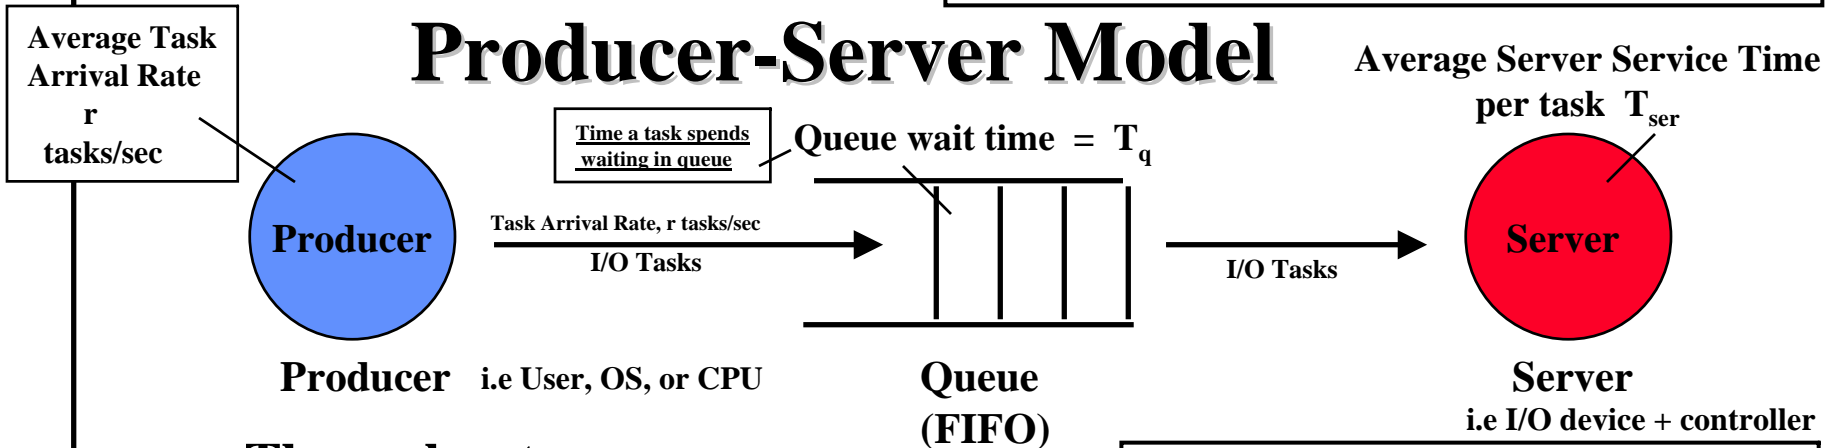 Average Task
Arrival Rate
r
tasks/sec
Producer-Server Model
Average Server Service Time
per task T_ser
Time a task spends
waiting in queue
Queue wait time = T_q
Producer
Task Arrival Rate, r tasks/sec
I/O Tasks
I/O Tasks
Server
Producer i.e User, OS, or CPU
Queue
(FIFO)
Server
i.e I/O device + controller